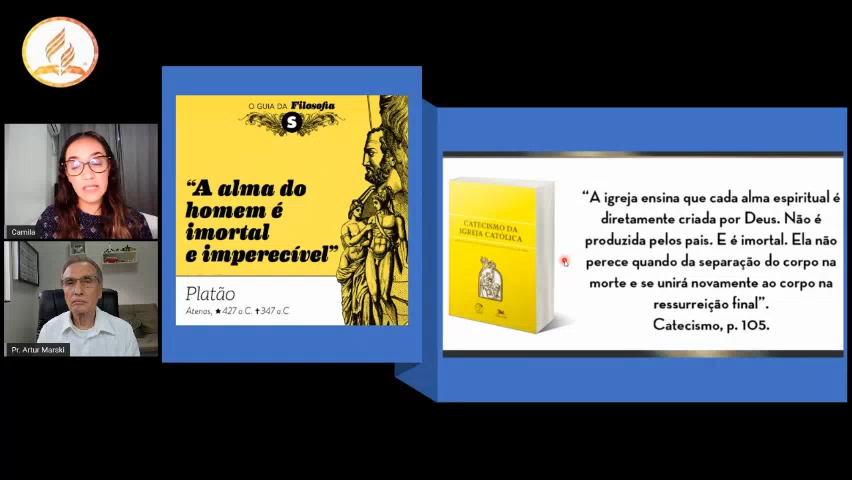 Camila
Pr. Artur Marski
O GUIA DA Filosofia
S
“A alma do
homem é
imortal
e imperecível”
Platão
Atenas, ★427 a.C. ✝347 a.C
CATECISMO DA
IGREJA CATÓLICA
“A igreja ensina que cada alma espiritual é
diretamente criada por Deus. Não é
produzida pelos pais. E é imortal. Ela não
perece quando da separação do corpo na
morte e se unirá novamente ao corpo na
ressurreição final”.
Catecismo, p. 105.